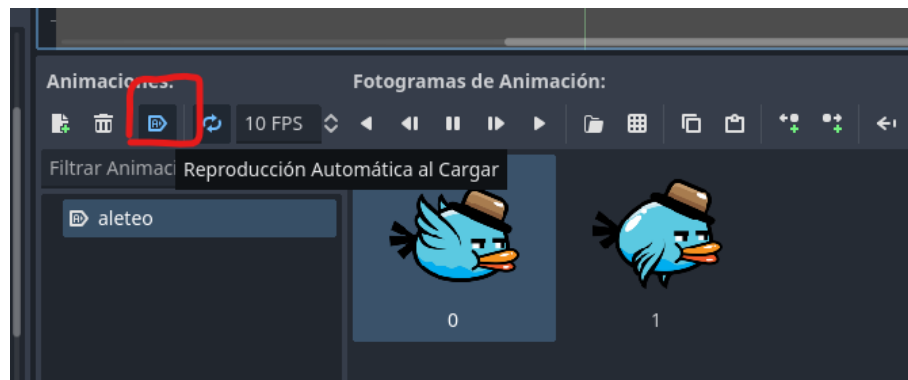 Animaciones:
Fotogramas de Animación:
10 FPS
Filtrar Animaci
Reproducción Automática al Cargar
aleteo
0
1